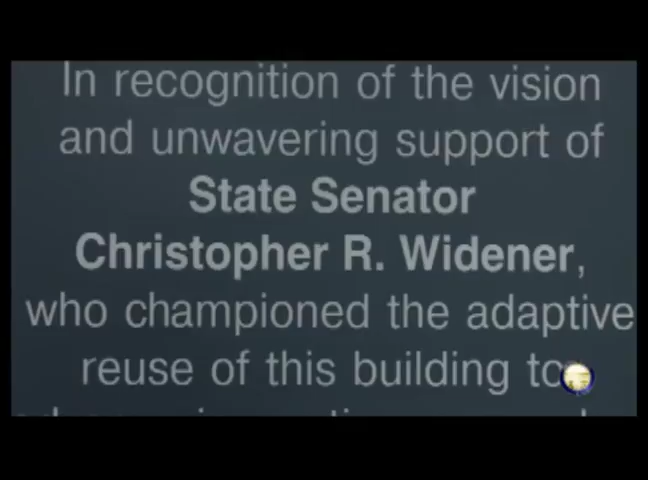 In recognition of the vision
and unwavering support of
State Senator
Christopher R. Widener,
who championed the adaptive
reuse of this building to